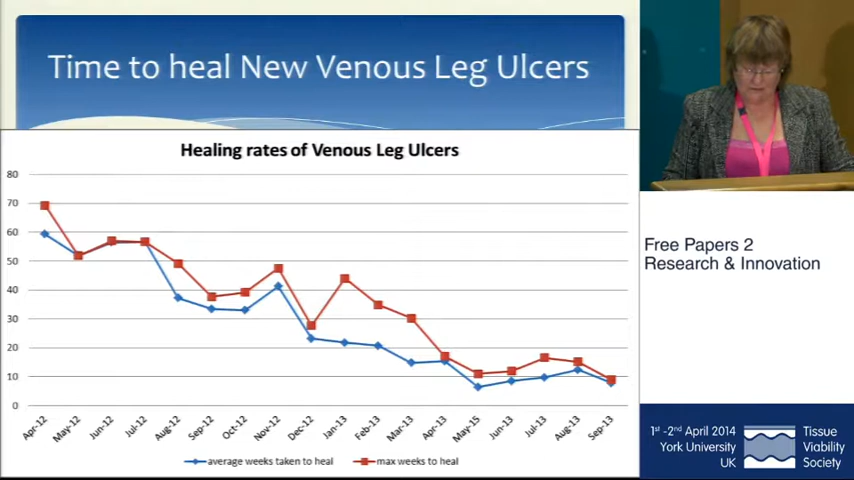 Time to heal New Venous Leg Ulcers
Healing rates of Venous Leg Ulcers
80
70
60
50
40
30
20
10
0
Apr-12
May-12
Jun-12
Jul-12
Aug-12
Sep-12
Oct-12
Nov-12
Dec-12
Jan-13
Feb-13
Mar-13
Apr-13
May-15
Jun-13
Jul-13
Aug-13
Sep-13
average weeks taken to heal
max weeks to heal
Free Papers 2
Research & Innovation
1st -2nd April 2014
York University
UK
Tissue
Viability
Society